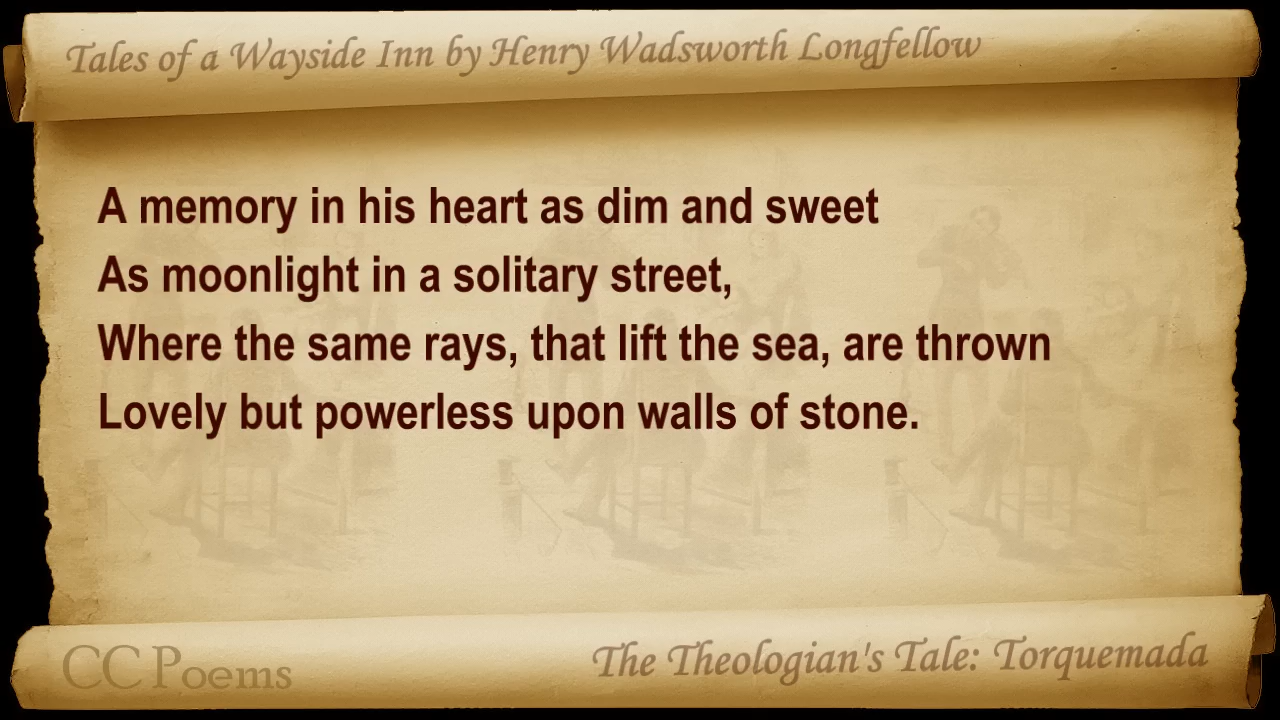 Tales of a Wayside Inn by Henry Wadsworth Longfellow
A memory in his heart as dim and sweet
As moonlight in a solitary street,
Where the same rays, that lift the sea, are thrown
Lovely but powerless upon walls of stone.
CC Poems
The Theologian's Tale: Torquemada